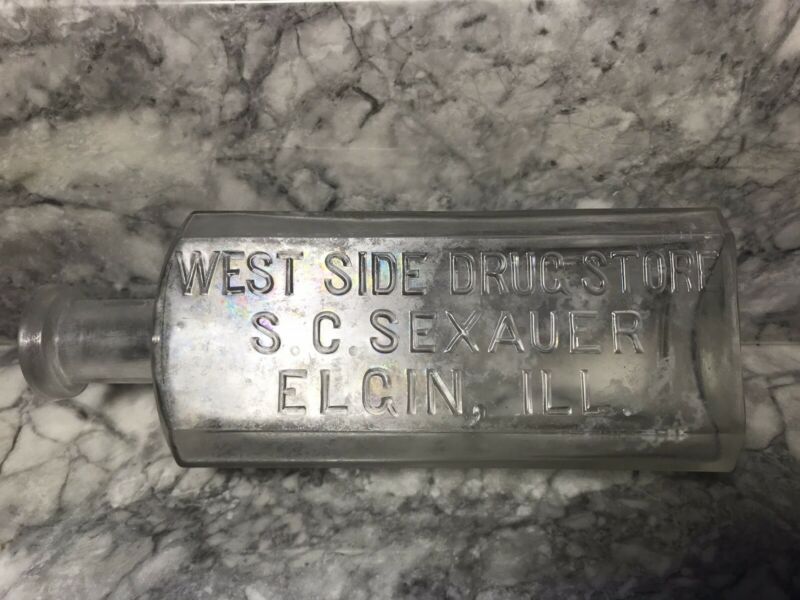 WEST SIDE DRUG STORE
S. C. SEXAUER
ELGIN, ILL.